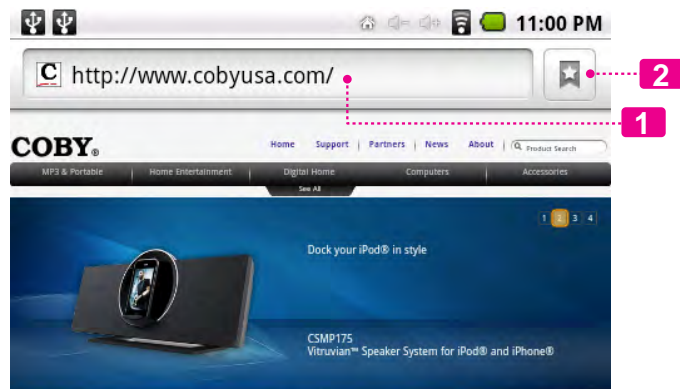 11:00 PM
C http://www.cobyusa.com/
2
1
COBY®
Home Support Partners News About Product Search
MP3 & Portable Home Entertainment Digital Home Computers Accessories
See All
1 2 3 4
Dock your iPod® in style
CSMP175
Vitruvian™ Speaker System for iPod® and iPhone®